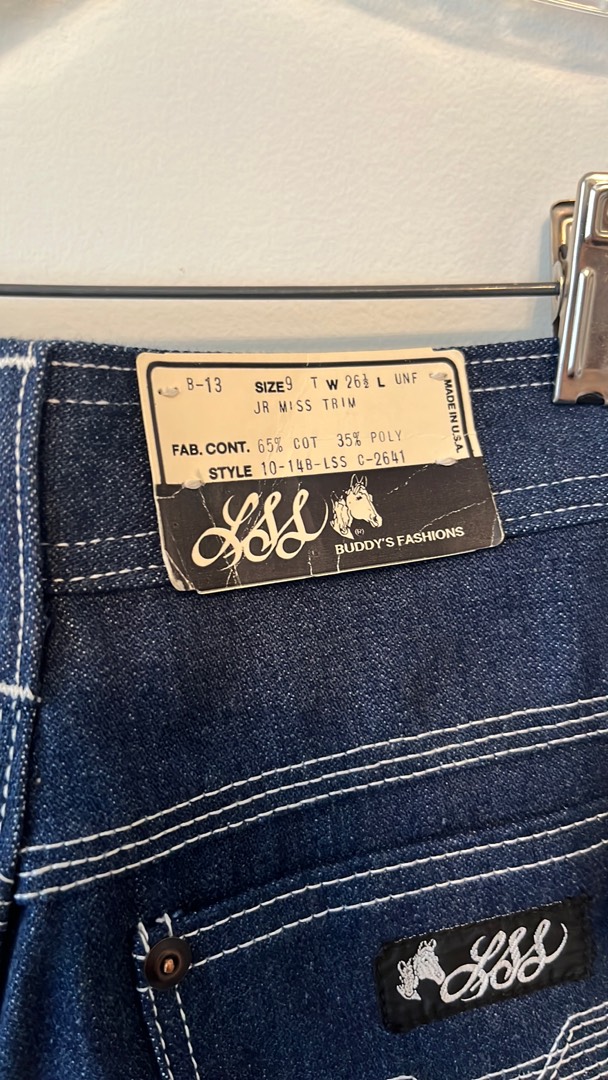 B-13 SIZE 9 T W 26½ L UNF
JR MISS TRIM
MADE IN U.S.A.
FAB. CONT. 65% COT 35% POLY
STYLE 10-14B-LSS C-2641
LSS
(R)
BUDDY'S FASHIONS
LSS